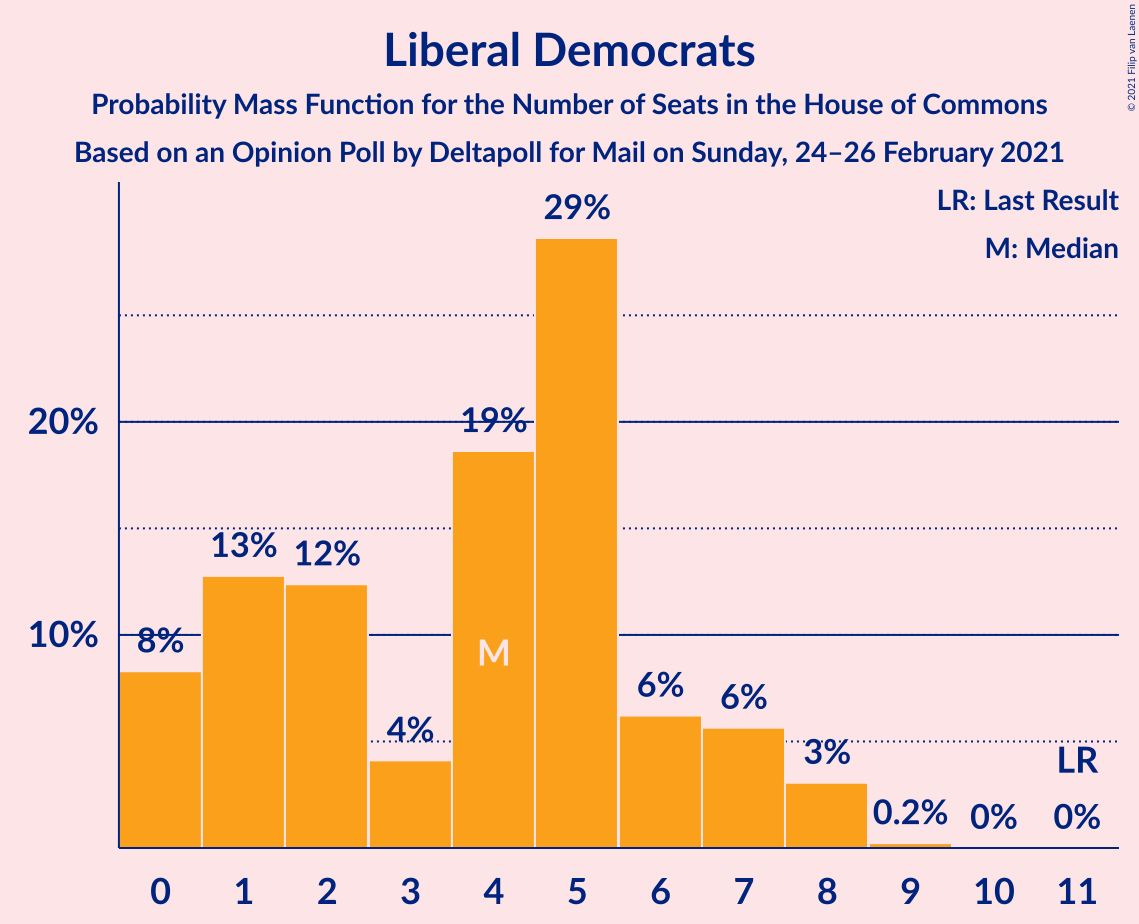 Liberal Democrats
Probability Mass Function for the Number of Seats in the House of Commons
Based on an Opinion Poll by Deltapoll for Mail on Sunday, 24–26 February 2021
© 2021 Filip van Laenen
LR: Last Result
M: Median
29%
20%
19%
13%
12%
10%
8%
M
6%
6%
4%
3%
LR
0.2%
0%
0%
0 1 2 3 4 5 6 7 8 9 10 11